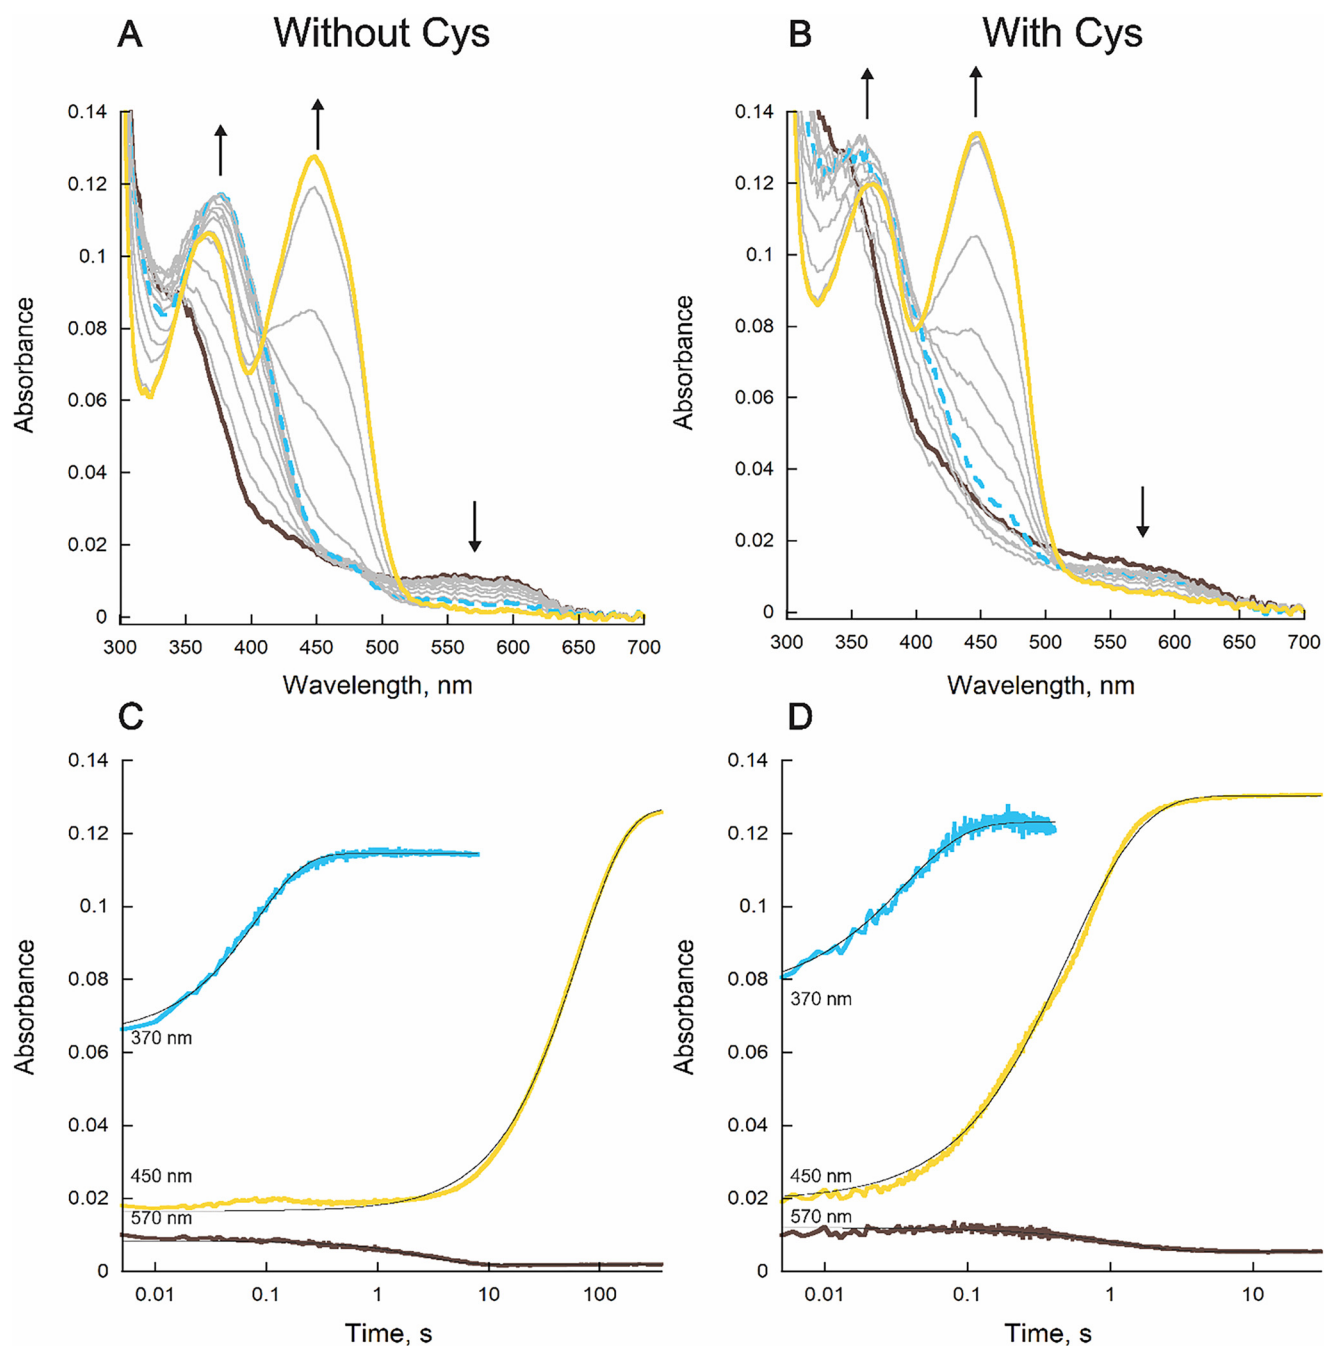 A Without Cys
B With Cys
Absorbance
0.14
0.12
0.1
0.08
0.06
0.04
0.02
0
300 350 400 450 500 550 600 650 700
Wavelength, nm
Absorbance
0.14
0.12
0.1
0.08
0.06
0.04
0.02
0
300 350 400 450 500 550 600 650 700
Wavelength, nm
C
Absorbance
0.14
0.12
0.1
0.08
0.06
0.04
0.02
0
370 nm
450 nm
570 nm
0.01 0.1 1 10 100
Time, s
D
Absorbance
0.14
0.12
0.1
0.08
0.06
0.04
0.02
0
370 nm
450 nm
570 nm
0.01 0.1 1 10
Time, s